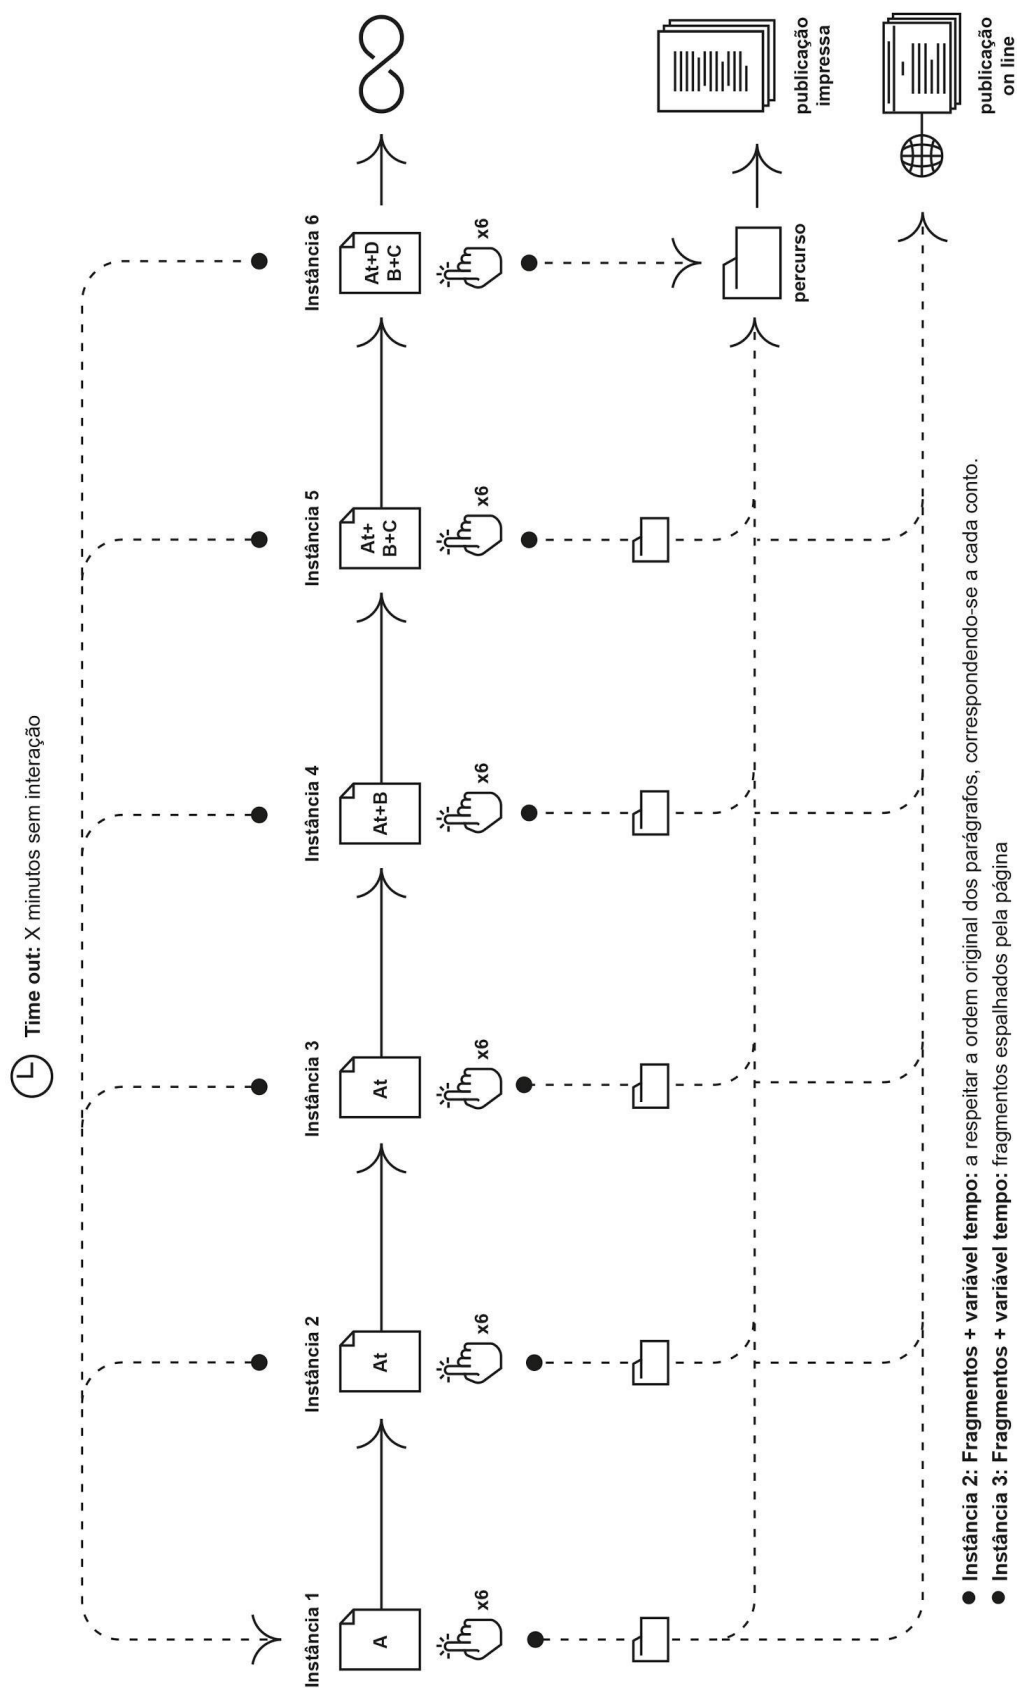 Time out: X minutos sem interação
Instância 1
Instância 2
Instância 3
Instância 4
Instância 5
Instância 6
A
At
At
At+B
At+
B+C
At+D
B+C
x6
x6
x6
x6
x6
x6
percurso
publicação
impressa
publicação
on line
Instância 2: Fragmentos + variável tempo: a respeitar a ordem original dos parágrafos, correspondendo-se a cada conto.
Instância 3: Fragmentos + variável tempo: fragmentos espalhados pela página